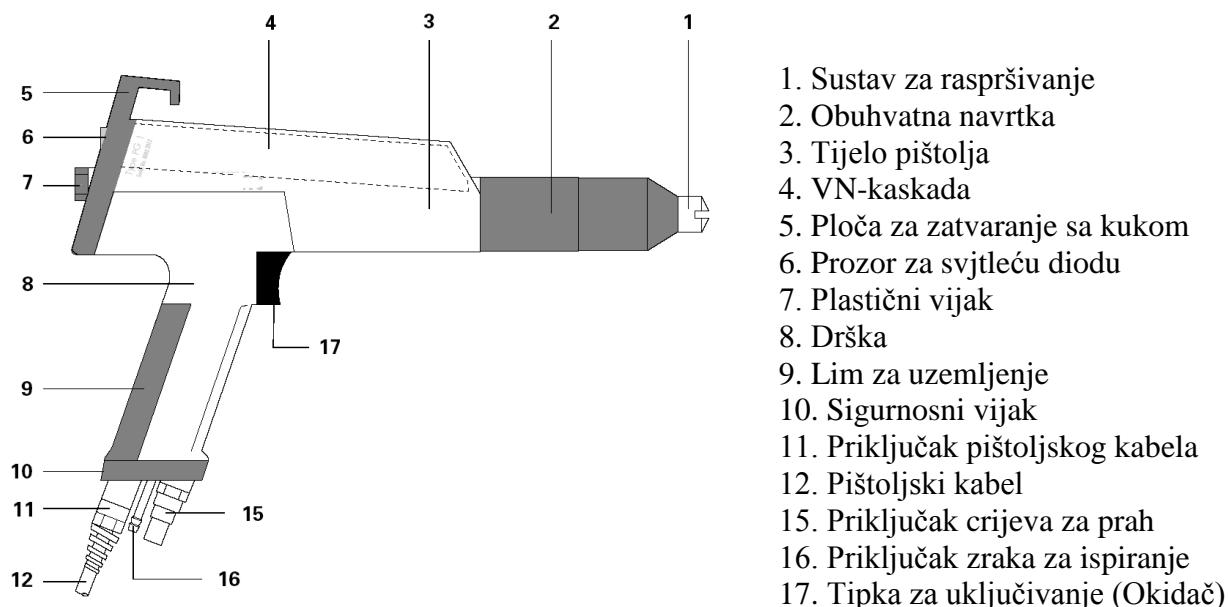 4
3
2
1
5
6
7
8
17
9
10
11
15
12
16
1. Sustav za raspršivanje
2. Obuhvatna navrtka
3. Tijelo pištolja
4. VN-kaskada
5. Ploča za zatvaranje sa kukom
6. Prozor za svjtleću diodu
7. Plastični vijak
8. Drška
9. Lim za uzemljenje
10. Sigurnosni vijak
11. Priključak pištoljskog kabela
12. Pištoljski kabel
15. Priključak crijeva za prah
16. Priključak zraka za ispiranje
17. Tipka za uključivanje (Okidač)